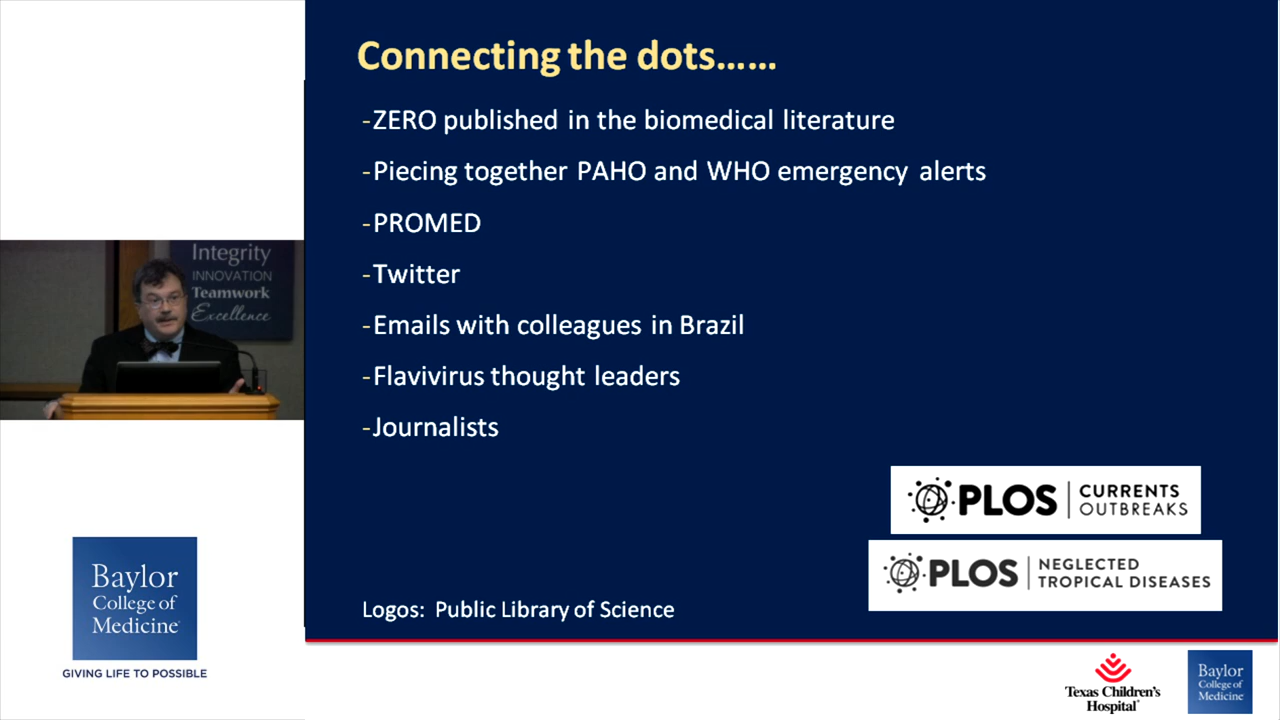 Connecting the dots......
-ZERO published in the biomedical literature
-Piecing together PAHO and WHO emergency alerts
-PROMED
-Twitter
-Emails with colleagues in Brazil
-Flavivirus thought leaders
-Journalists
PLOS CURRENTS
OUTBREAKS
PLOS NEGLECTED
TROPICAL DISEASES
Logos: Public Library of Science
Integrity
INNOVATION
Teamwork
Excellence
Baylor
College of
Medicine
GIVING LIFE TO POSSIBLE
Texas Children's
Hospital
Baylor
College of
Medicine